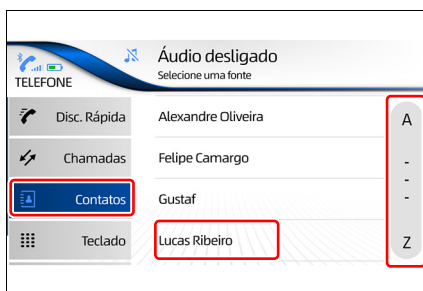 Áudio desligado
Selecione uma fonte
TELEFONE
Disc. Rápida
Alexandre Oliveira
A
Chamadas
Felipe Camargo
Contatos
Gustaf
Teclado
Lucas Ribeiro
Z